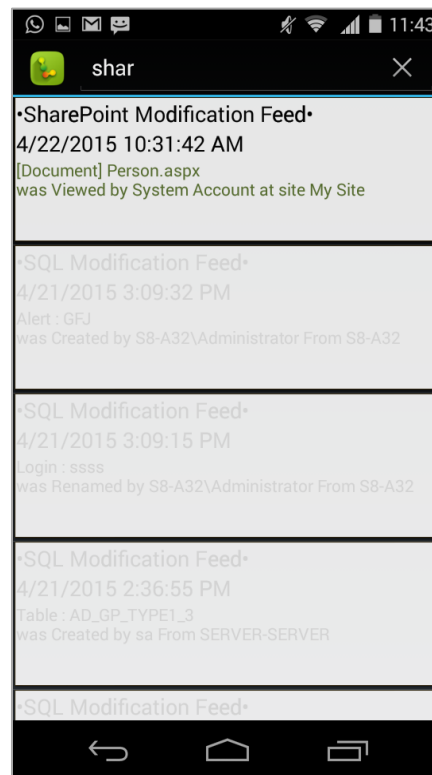 11:43
shar
•SharePoint Modification Feed•
4/22/2015 10:31:42 AM
[Document] Person.aspx
was Viewed by System Account at site My Site
•SQL Modification Feed•
4/21/2015 3:09:32 PM
Alert : GFJ
was Created by S8-A32\Administrator From S8-A32
•SQL Modification Feed•
4/21/2015 3:09:15 PM
Login : ssss
was Renamed by S8-A32\Administrator From S8-A32
•SQL Modification Feed•
4/21/2015 2:36:55 PM
Table : AD_GP_TYPE1_3
was Created by sa From SERVER-SERVER
•SQL Modification Feed•